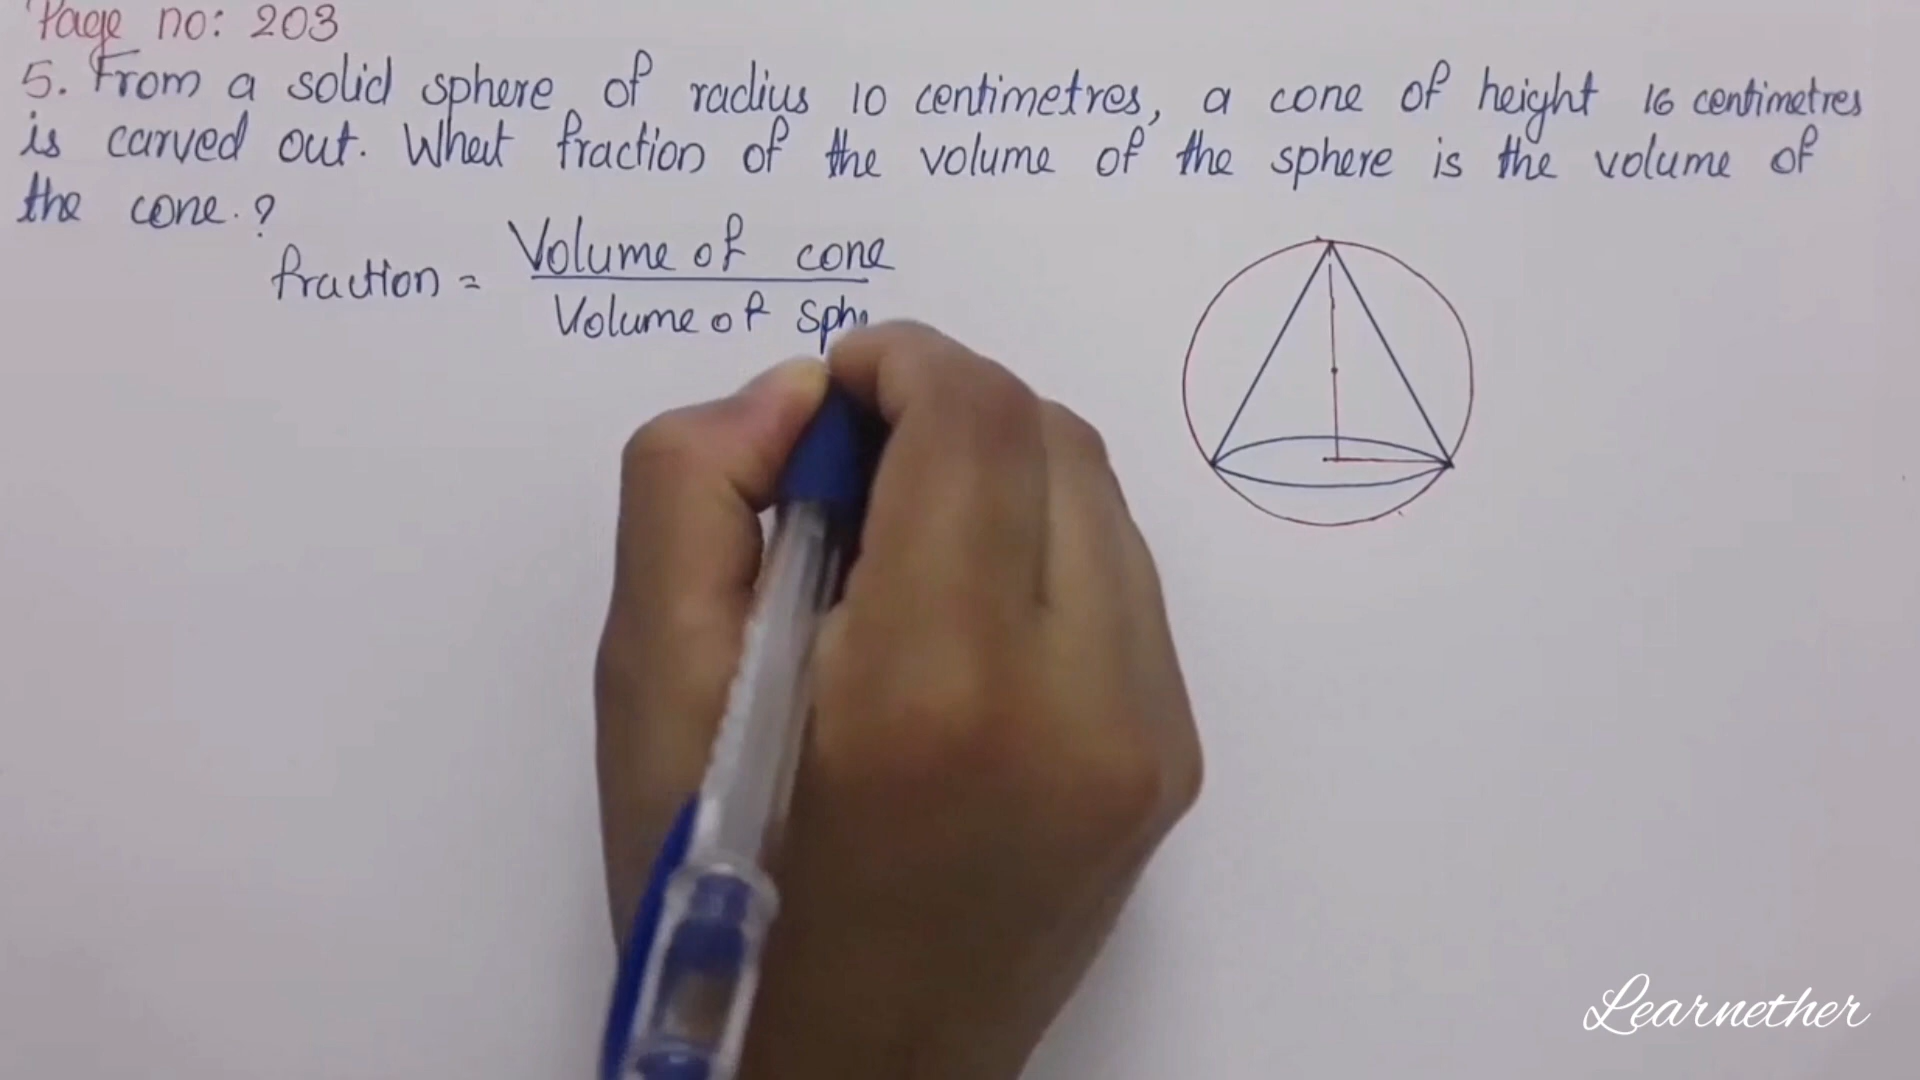 Page no: 203
5. From a solid sphere of radius 10 centimetres, a cone of height 16 centimetres
is carved out. What fraction of the volume of the sphere is the volume of
the cone.?
fraction = Volume of cone
Volume of sphe
Learnether